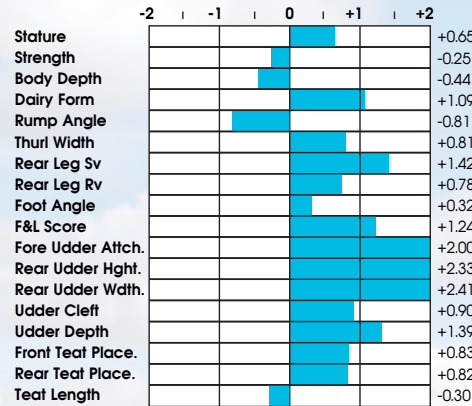 -2 -1 0 +1 +2
Stature +0.65
Strength -0.25
Body Depth -0.44
Dairy Form +1.09
Rump Angle -0.81
Thurl Width +0.81
Rear Leg Sv +1.42
Rear Leg Rv +0.78
Foot Angle +0.32
F&L Score +1.24
Fore Udder Attch. +2.00
Rear Udder Hght. +2.33
Rear Udder Wdth. +2.41
Udder Cleft +0.90
Udder Depth +1.39
Front Teat Place. +0.83
Rear Teat Place. +0.82
Teat Length -0.30